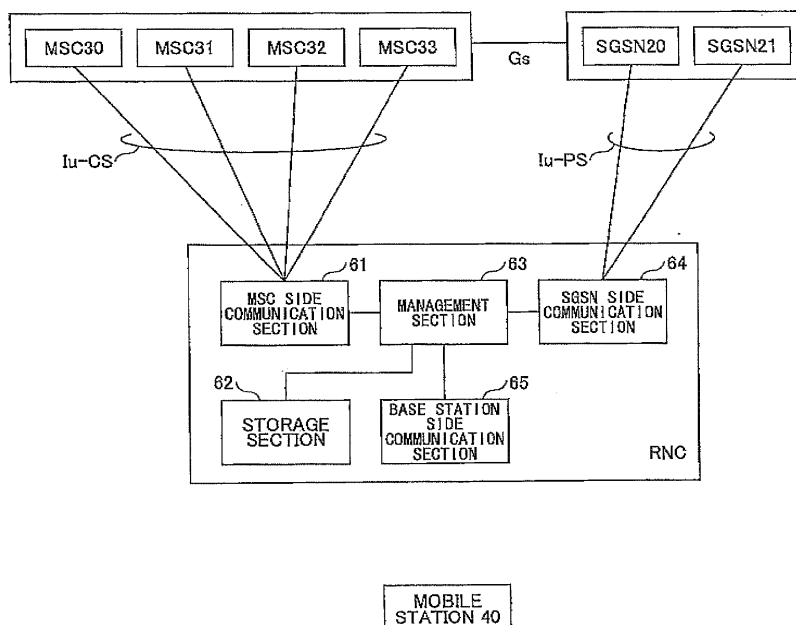 MSC30 MSC31 MSC32 MSC33
SGSN20 SGSN21
Gs
Iu-CS
Iu-PS
61
63
64
MSC SIDE
COMMUNICATION
SECTION
MANAGEMENT
SECTION
SGSN SIDE
COMMUNICATION
SECTION
62
65
STORAGE
SECTION
BASE STATION
SIDE
COMMUNICATION
SECTION
RNC
MOBILE
STATION 40